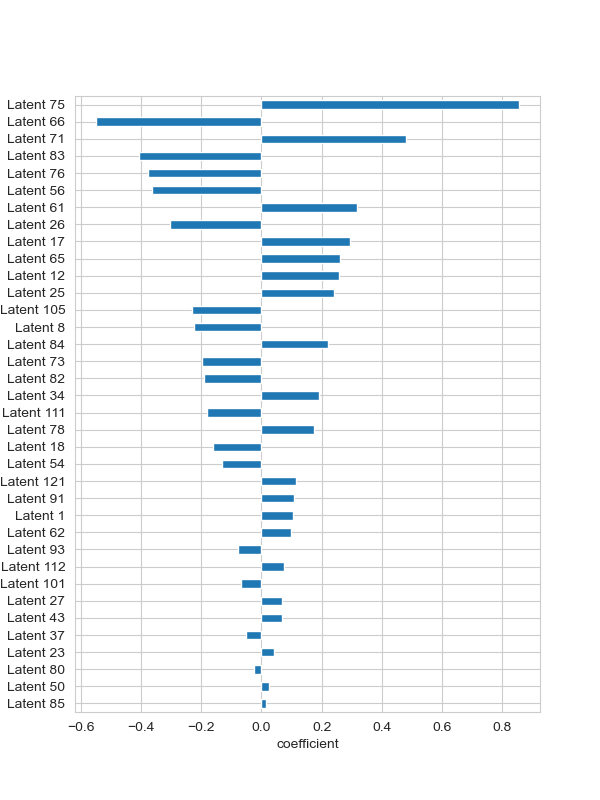 Latent 75
Latent 66
Latent 71
Latent 83
Latent 76
Latent 56
Latent 61
Latent 26
Latent 17
Latent 65
Latent 12
Latent 25
Latent 105
Latent 8
Latent 84
Latent 73
Latent 82
Latent 34
Latent 111
Latent 78
Latent 18
Latent 54
Latent 121
Latent 91
Latent 1
Latent 62
Latent 93
Latent 112
Latent 101
Latent 27
Latent 43
Latent 37
Latent 23
Latent 80
Latent 50
Latent 85
−0.6 −0.4 −0.2 0.0 0.2 0.4 0.6 0.8
coefficient